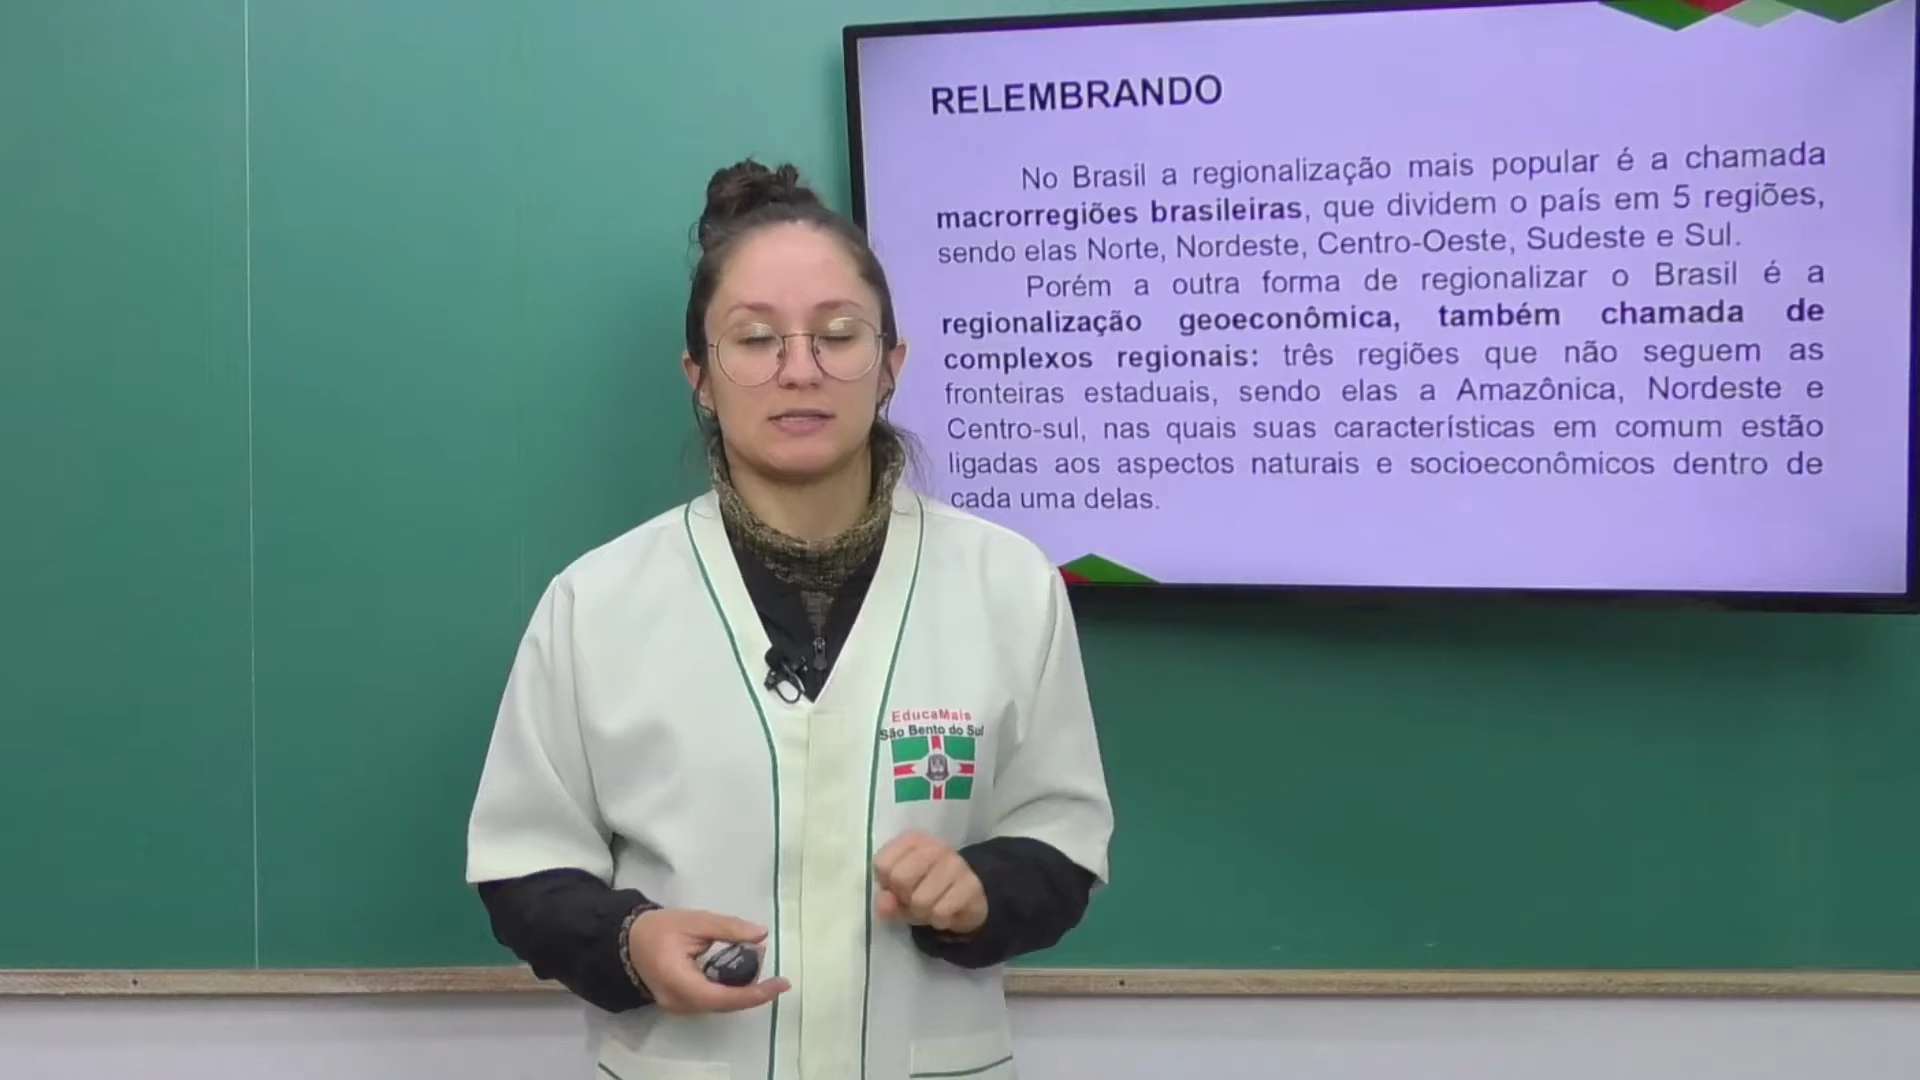 RELEMBRANDO
No Brasil a regionalização mais popular é a chamada
macrorregiões brasileiras, que dividem o país em 5 regiões,
sendo elas Norte, Nordeste, Centro-Oeste, Sudeste e Sul.
Porém a outra forma de regionalizar o Brasil é a
regionalização geoeconômica, também chamada de
complexos regionais: três regiões que não seguem as
fronteiras estaduais, sendo elas a Amazônica, Nordeste e
Centro-sul, nas quais suas características em comum estão
ligadas aos aspectos naturais e socioeconômicos dentro de
cada uma delas.
EducaMais
São Bento do Sul